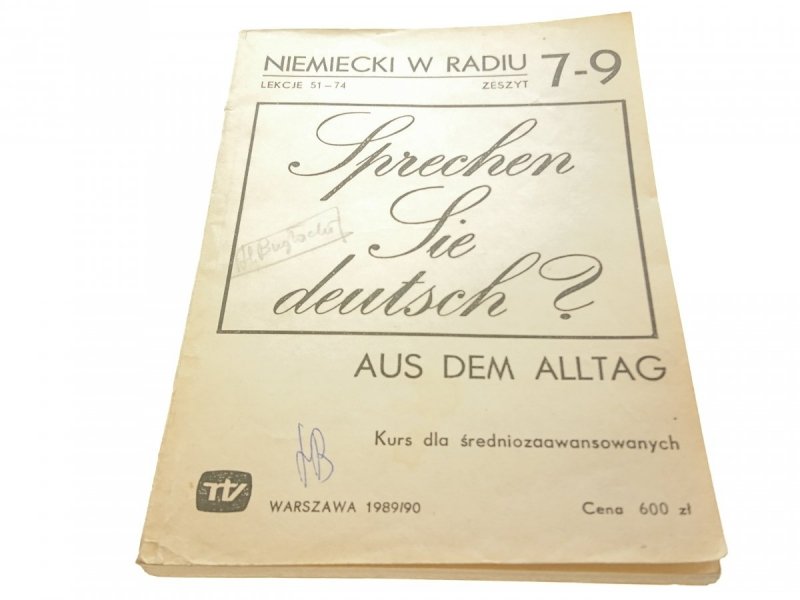 NIEMIECKI W RADIU
LEKCJE 51-74
ZESZYT 7-9
Sprechen
Sie
deutsch?
AUS DEM ALLTAG
Kurs dla średniozaawansowanych
RTV
WARSZAWA 1989/90
Cena 600 zł